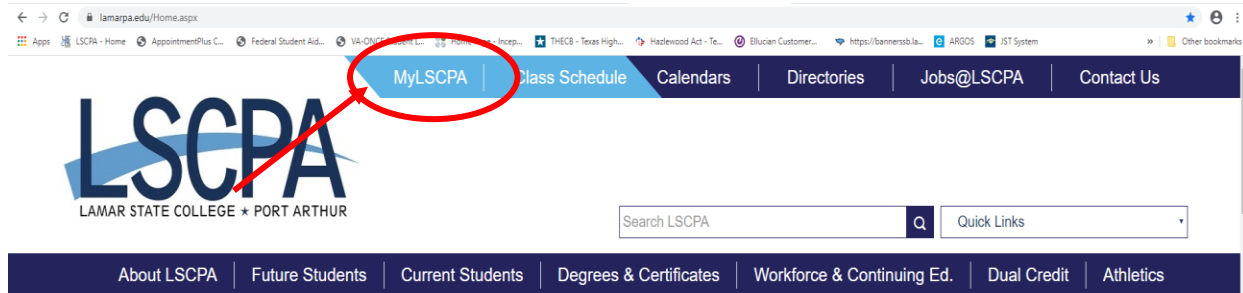 lamarpa.edu/Home.aspx
Apps LSCPA - Home AppointmentPlus C... Federal Student Aid... THECB - Texas High... Hazlewood Act - Te... Ellucian Customer... https://bannerssb.la... ARGOS JST System » Other bookmarks
MyLSCPA Class Schedule Calendars Directories Jobs@LSCPA Contact Us
LSCPA
LAMAR STATE COLLEGE ★ PORT ARTHUR
Search LSCPA Quick Links
About LSCPA Future Students Current Students Degrees & Certificates Workforce & Continuing Ed. Dual Credit Athletics